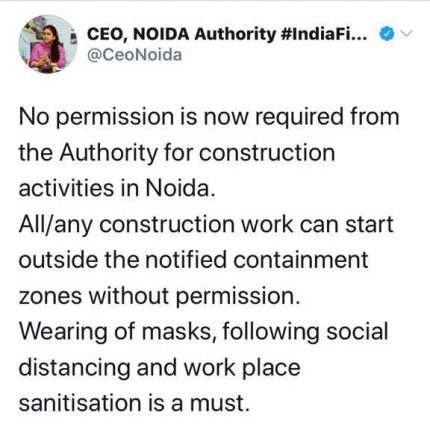 CEO, NOIDA Authority #IndiaFi...
@CeoNoida
No permission is now required from
the Authority for construction
activities in Noida.
All/any construction work can start
outside the notified containment
zones without permission.
Wearing of masks, following social
distancing and work place
sanitisation is a must.